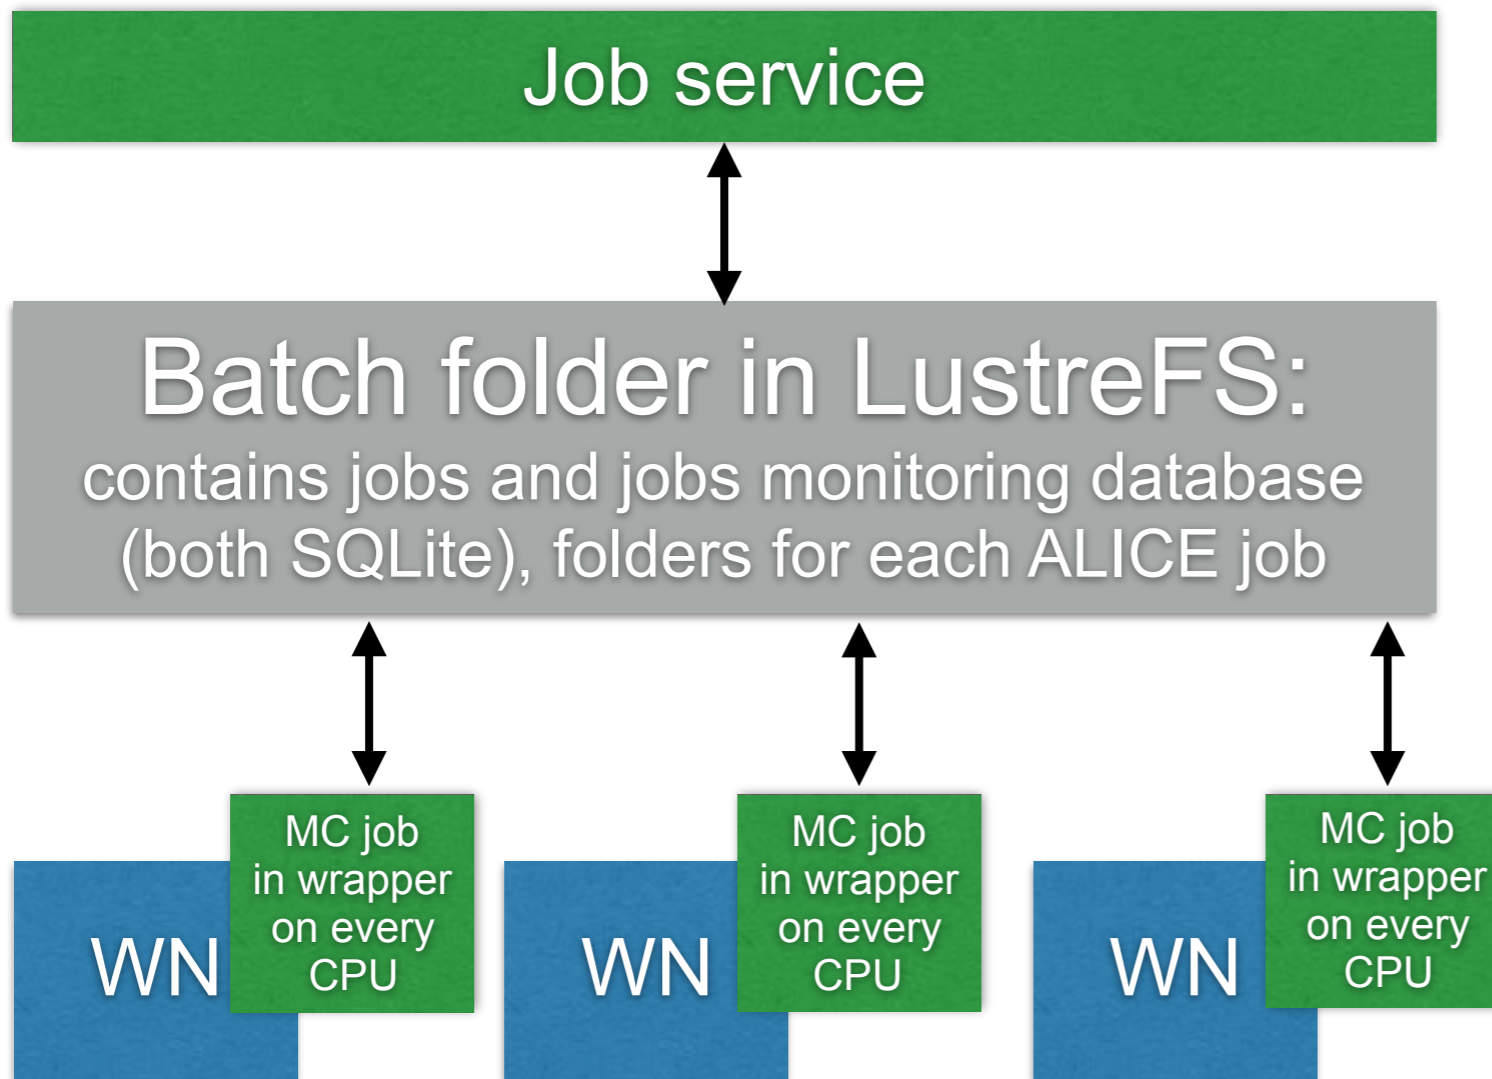 Job service
Batch folder in LustreFS:
contains jobs and jobs monitoring database
(both SQLite), folders for each ALICE job
MC job
in wrapper
on every
CPU
WN
MC job
in wrapper
on every
CPU
WN
MC job
in wrapper
on every
CPU
WN